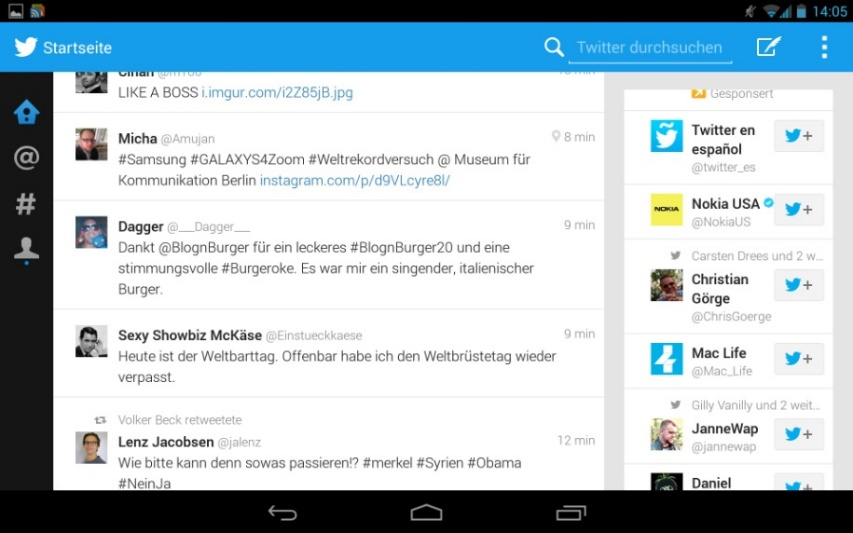 14:05
Startseite
Twitter durchsuchen
LIKE A BOSS i.imgur.com/i2Z85jB.jpg
Micha @Amujan
8 min
#Samsung #GALAXYS4Zoom #Weltrekordversuch @ Museum für
Kommunikation Berlin instagram.com/p/d9VLcyre8l/
Dagger @___Dagger___
9 min
Dankt @BlognBurger für ein leckeres #BlognBurger20 und eine
stimmungsvolle #Burgeroke. Es war mir ein singender, italienischer
Burger.
Sexy Showbiz McKäse @Einstueckkaese
9 min
Heute ist der Weltbarttag. Offenbar habe ich den Weltbrüstetag wieder
verpasst.
Volker Beck retweetete
Lenz Jacobsen @jalenz
12 min
Wie bitte kann denn sowas passieren!? #merkel #Syrien #Obama
#NeinJa
Gesponsert
Twitter en
español
@twitter_es
NOKIA
Nokia USA
@NokiaUS
Carsten Drees und 2 w...
Christian
Görge
@ChrisGoerge
Mac Life
@Mac_Life
Gilly Vanilly und 2 weit...
JanneWap
@jannewap
Daniel